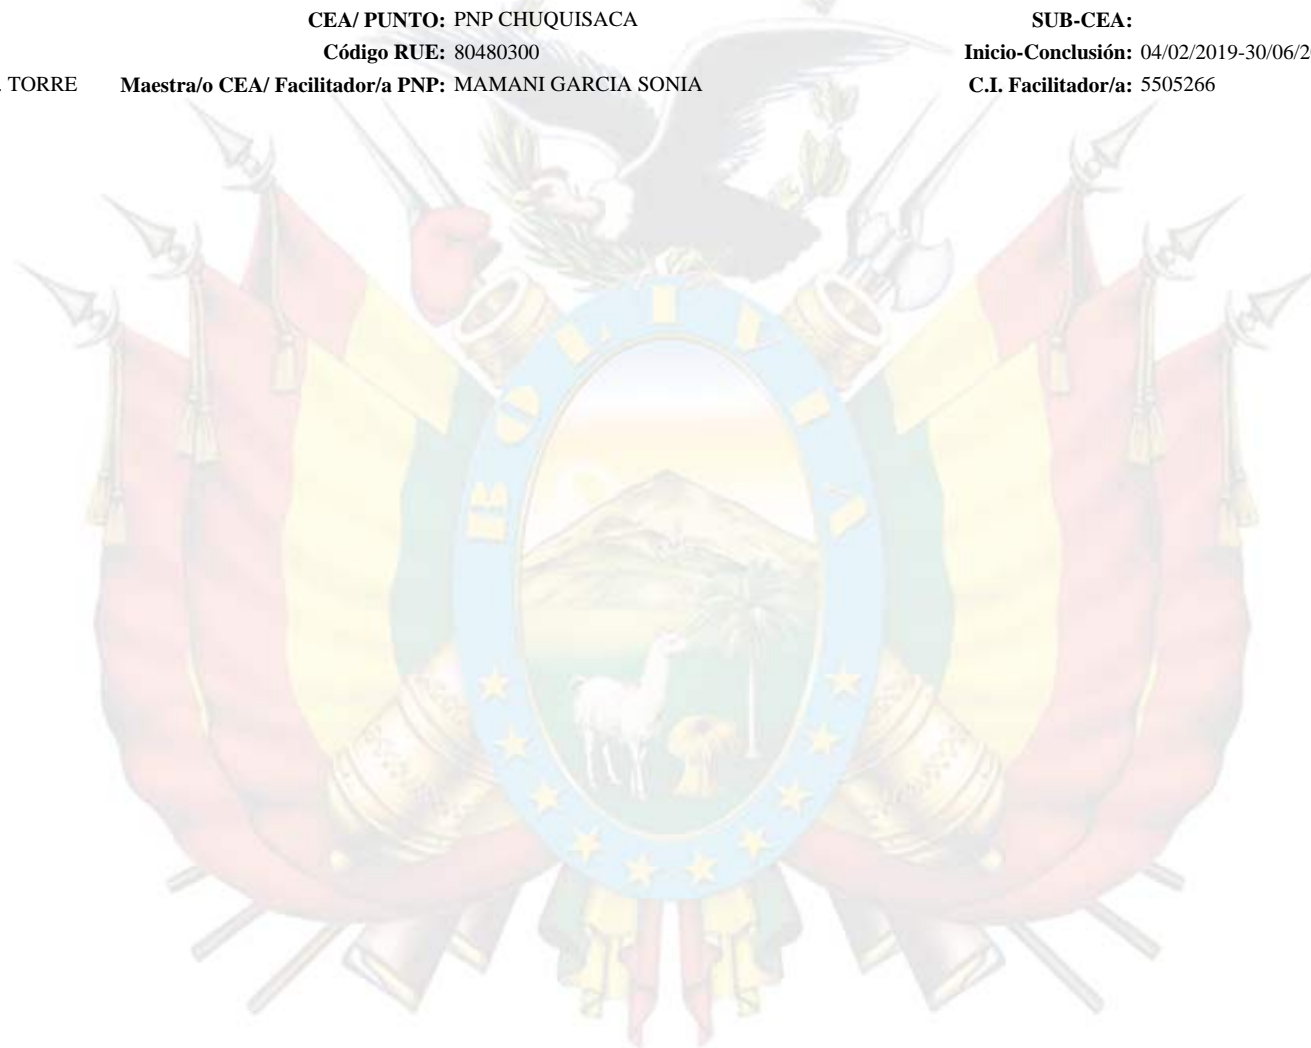 CEA/ PUNTO: PNP CHUQUISACA SUB-CEA:
Código RUE: 80480300 Inicio-Conclusión: 04/02/2019-30/06/2
. TORRE Maestra/o CEA/ Facilitador/a PNP: MAMANI GARCIA SONIA C.I. Facilitador/a: 5505266
BOLIVIA